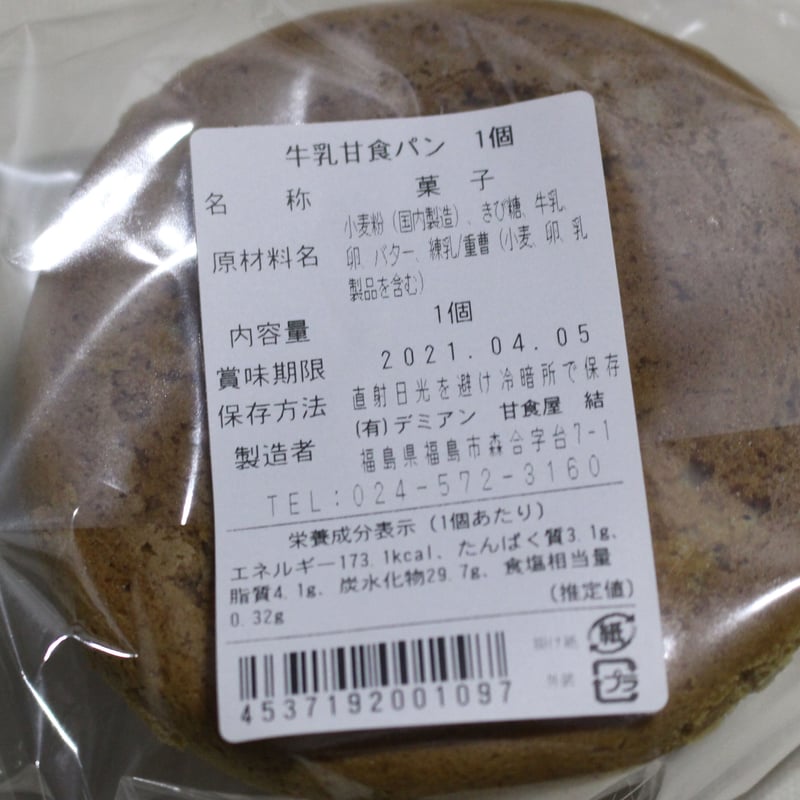 牛乳甘食パン 1個
名 称 菓 子
原材料名 小麦粉（国内製造）、きび糖、牛乳、
卵、バター、練乳/重曹（小麦、卵、乳
製品を含む）
内容量 1個
賞味期限 2021.04.05
保存方法 直射日光を避け冷暗所で保存
製造者 (有)デミアン 甘食屋 結
福島県福島市森合字台7-1
TEL:024-572-3160
栄養成分表示（1個あたり）
エネルギー173.1kcal、たんぱく質3.1g、
脂質4.1g、炭水化物29.7g、食塩相当量
0.32g （推定値）
掛け紙 紙
外装 プラ
4537192001097